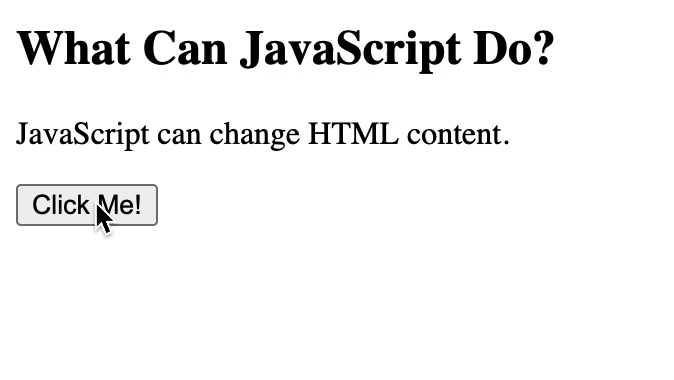 What Can JavaScript Do?
JavaScript can change HTML content.
Click Me!